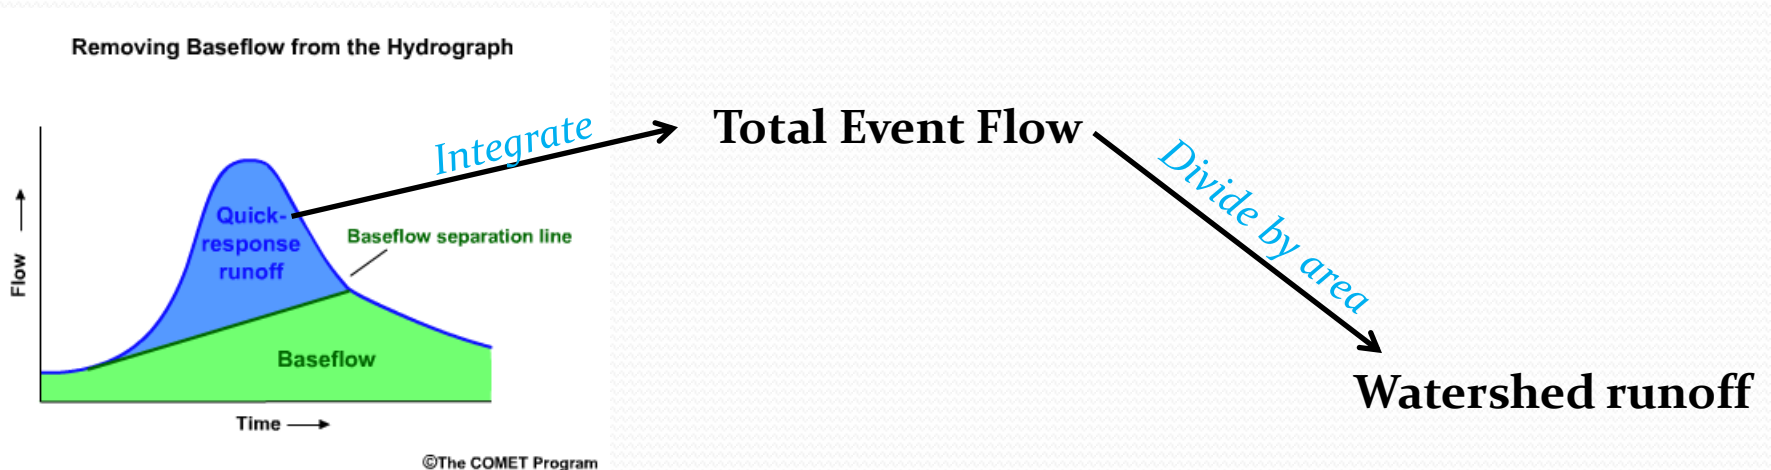 Removing Baseflow from the Hydrograph
Integrate
Total Event Flow
Divide by area
Quick-
response
runoff
Baseflow separation line
Flow
Baseflow
Watershed runoff
Time
©The COMET Program